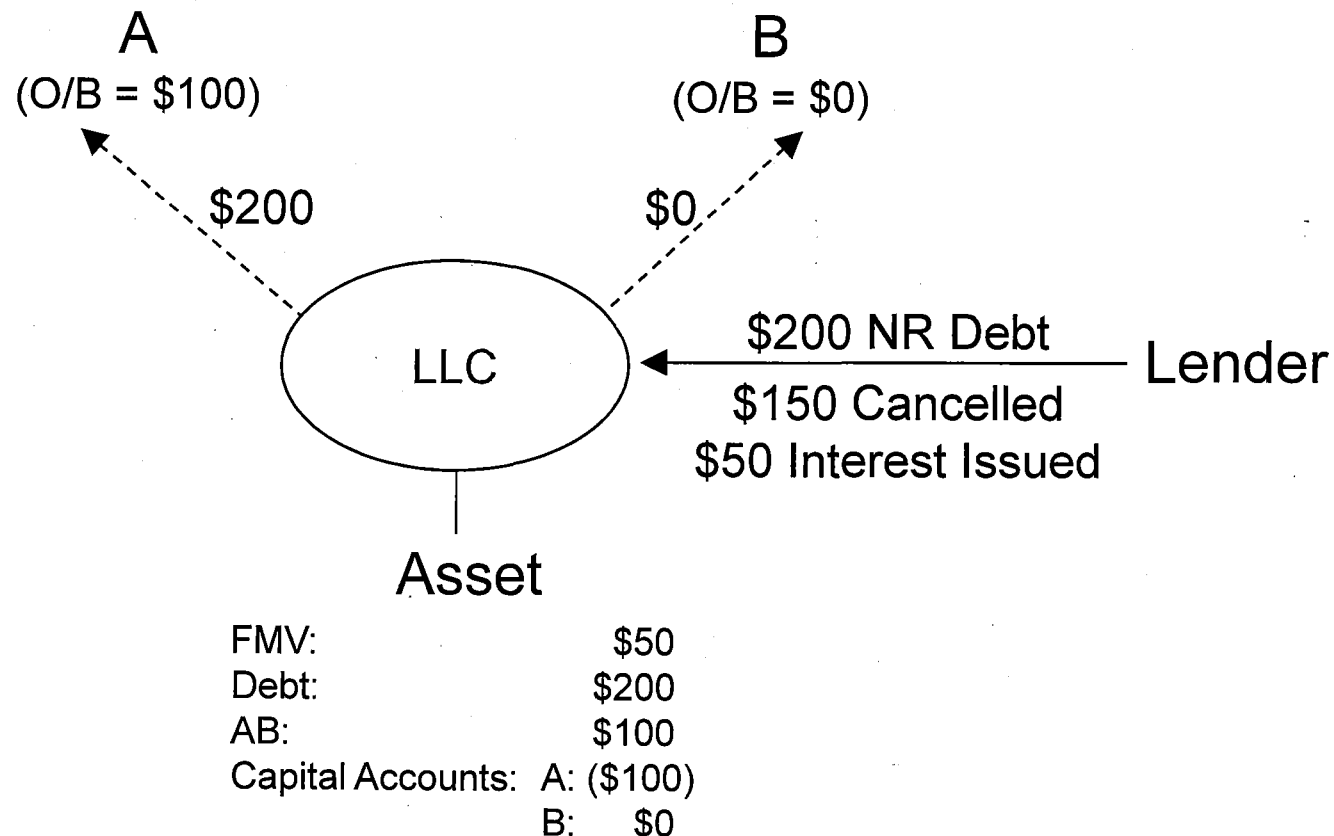 A
B
(O/B = $100)
(O/B = $0)
$200
$0
$200 NR Debt
LLC
Lender
$150 Cancelled
$50 Interest Issued
Asset
FMV: $50
Debt: $200
AB: $100
Capital Accounts: A: ($100)
B: $0